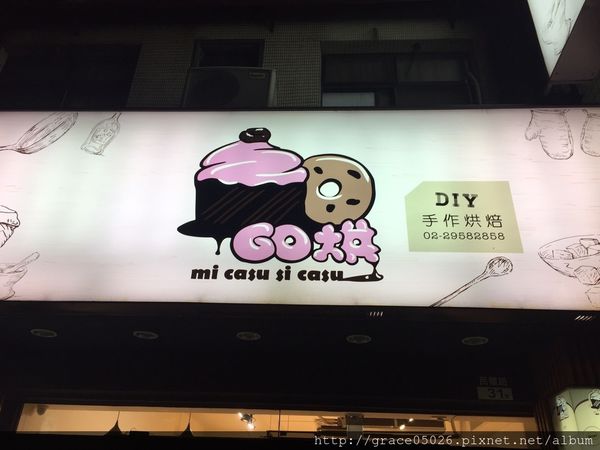 GO烘
mi casu si casu
DIY
手作烘焙
02-29582858
31
http://grace05026.pixnet.net/album